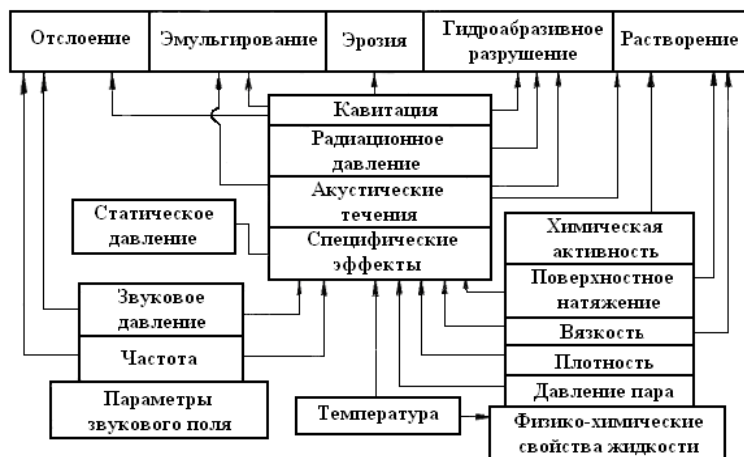 Отслоение
Эмульгирование
Эрозия
Гидроабразивное
разрушение
Растворение
Кавитация
Радиационное
давление
Акустические
течения
Специфические
эффекты
Статическое
давление
Звуковое
давление
Частота
Параметры
звукового поля
Температура
Химическая
активность
Поверхностное
натяжение
Вязкость
Плотность
Давление пара
Физико-химические
свойства жидкости